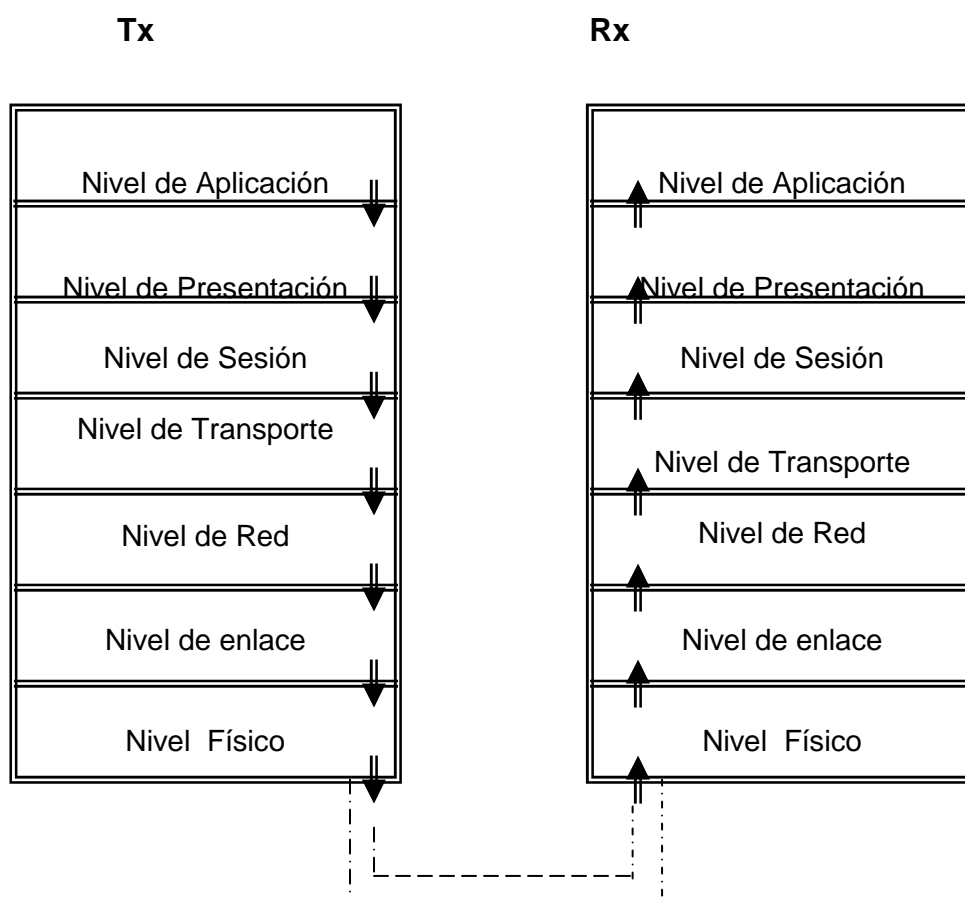 Tx
Rx
Nivel de Aplicación
Nivel de Presentación
Nivel de Sesión
Nivel de Transporte
Nivel de Red
Nivel de enlace
Nivel Físico
Nivel de Aplicación
Nivel de Presentación
Nivel de Sesión
Nivel de Transporte
Nivel de Red
Nivel de enlace
Nivel Físico